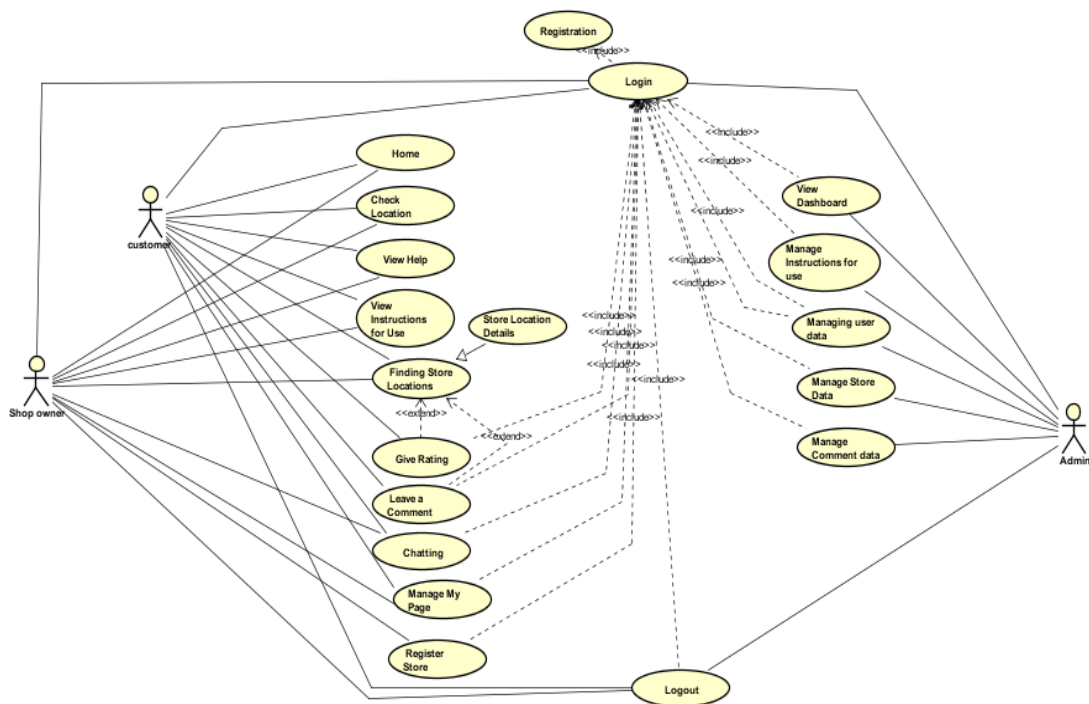 Registration
<<include>>
Login
<<Include>>
Home
<<include>>
View
Dashboard
Check
Location
customer
<<include>>
Manage
Instructions for
use
View Help
<<include>>
<<include>>
View
Instructions
for Use
Store Location
Details
<<include>>
<<include>>
Managing user
data
<<include>>
Shop owner
Finding Store
Locations
<<include>>
<<include>>
Manage Store
Data
<<extend>>
<<include>>
<<extend>>
Give Rating
Manage
Comment data
Admin
Leave a
Comment
Chatting
Manage My
Page
Register
Store
Logout